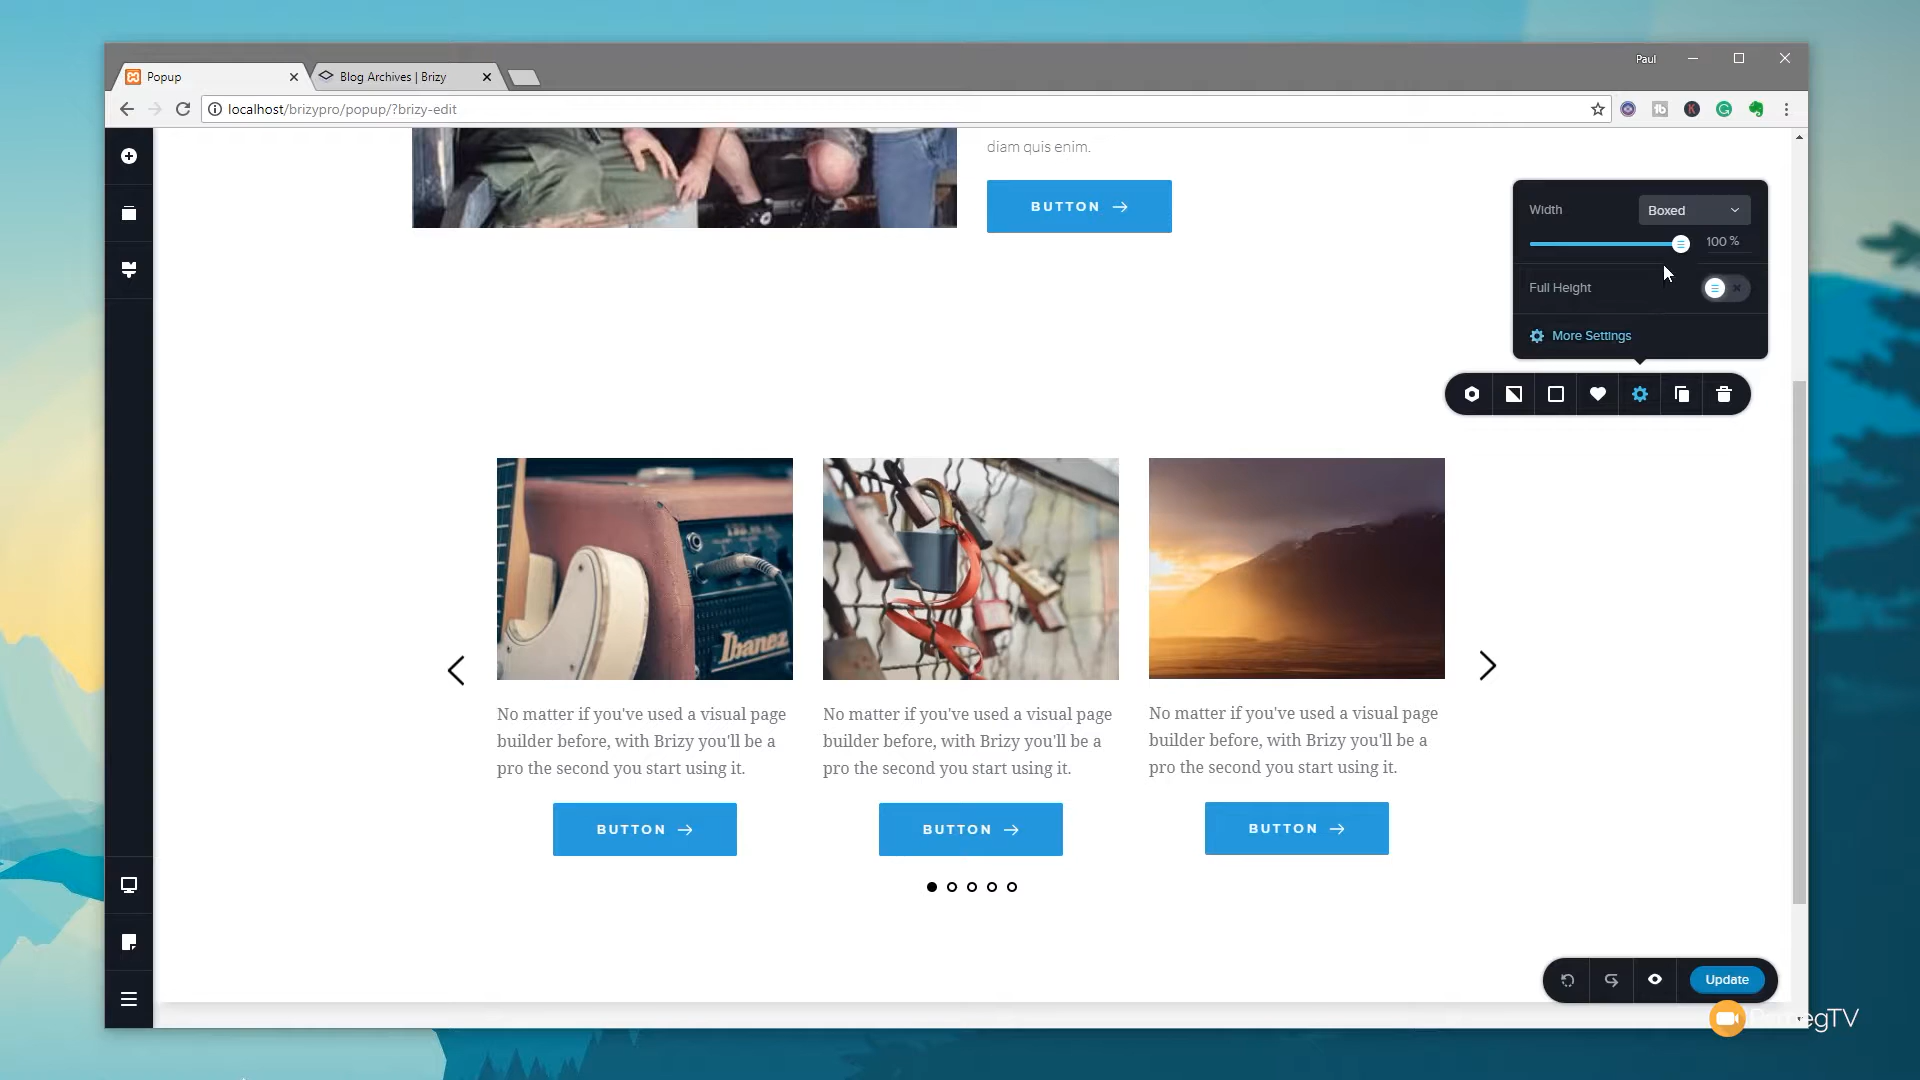 Paul
Popup
Blog Archives | Brizy
localhost/brizypro/popup/?brizy-edit
diam quis enim.
BUTTON
Width
Boxed
100 %
Full Height
More Settings
Ibanez
No matter if you've used a visual page
builder before, with Brizy you'll be a
pro the second you start using it.
BUTTON
No matter if you've used a visual page
builder before, with Brizy you'll be a
pro the second you start using it.
BUTTON
No matter if you've used a visual page
builder before, with Brizy you'll be a
pro the second you start using it.
BUTTON
Update